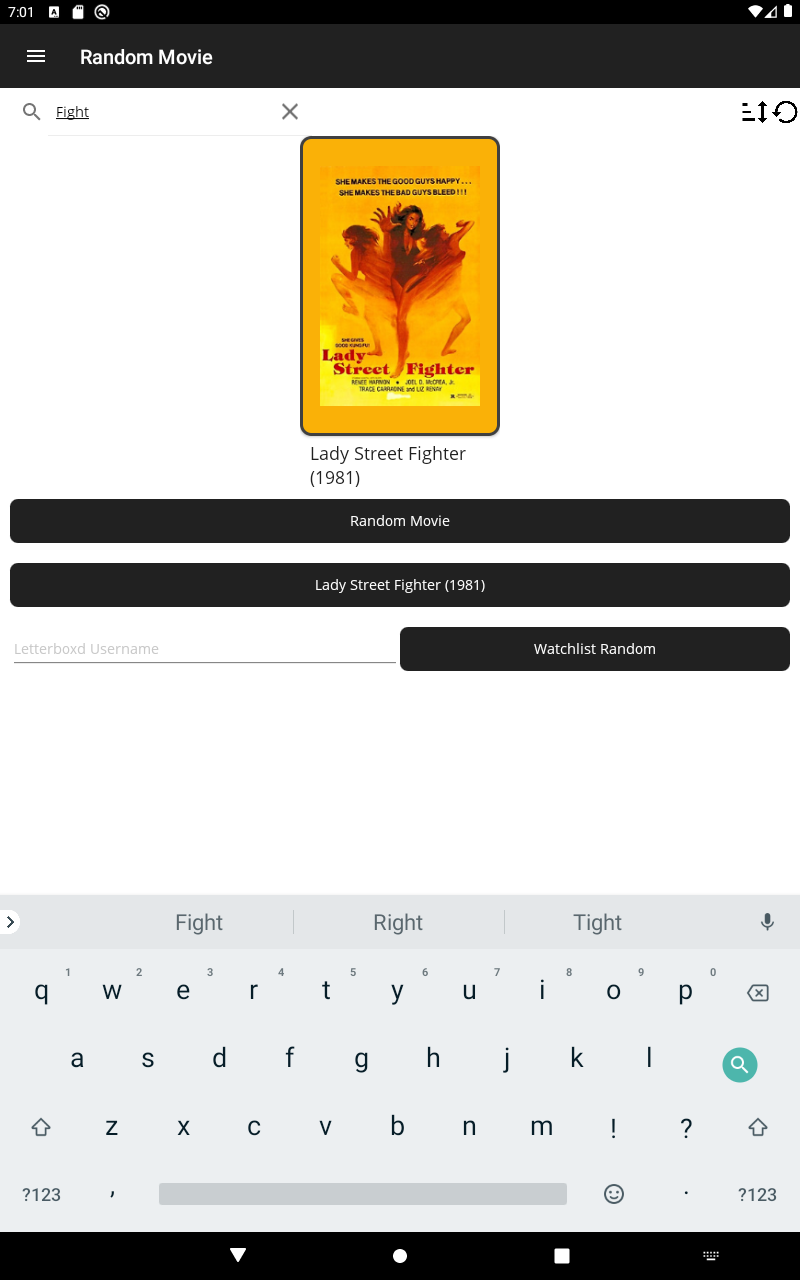 7:01
Random Movie
Fight
SHE MAKES THE GOOD GUYS HAPPY . . .
SHE MAKES THE BAD GUYS BLEED ! ! !
SHE GIVES
GOOD KUNG FU!
Lady
Street Fighter
RENEE HARMON • JOEL D. McCREA, Jr.
TRACE CARRADINE and LIZ RENAY
Lady Street Fighter
(1981)
Random Movie
Lady Street Fighter (1981)
Letterboxd Username
Watchlist Random
Fight Right Tight
1 2 3 4 5 6 7 8 9 0
q w e r t y u i o p
a s d f g h j k l
z x c v b n m ! ?
?123 , . ?123